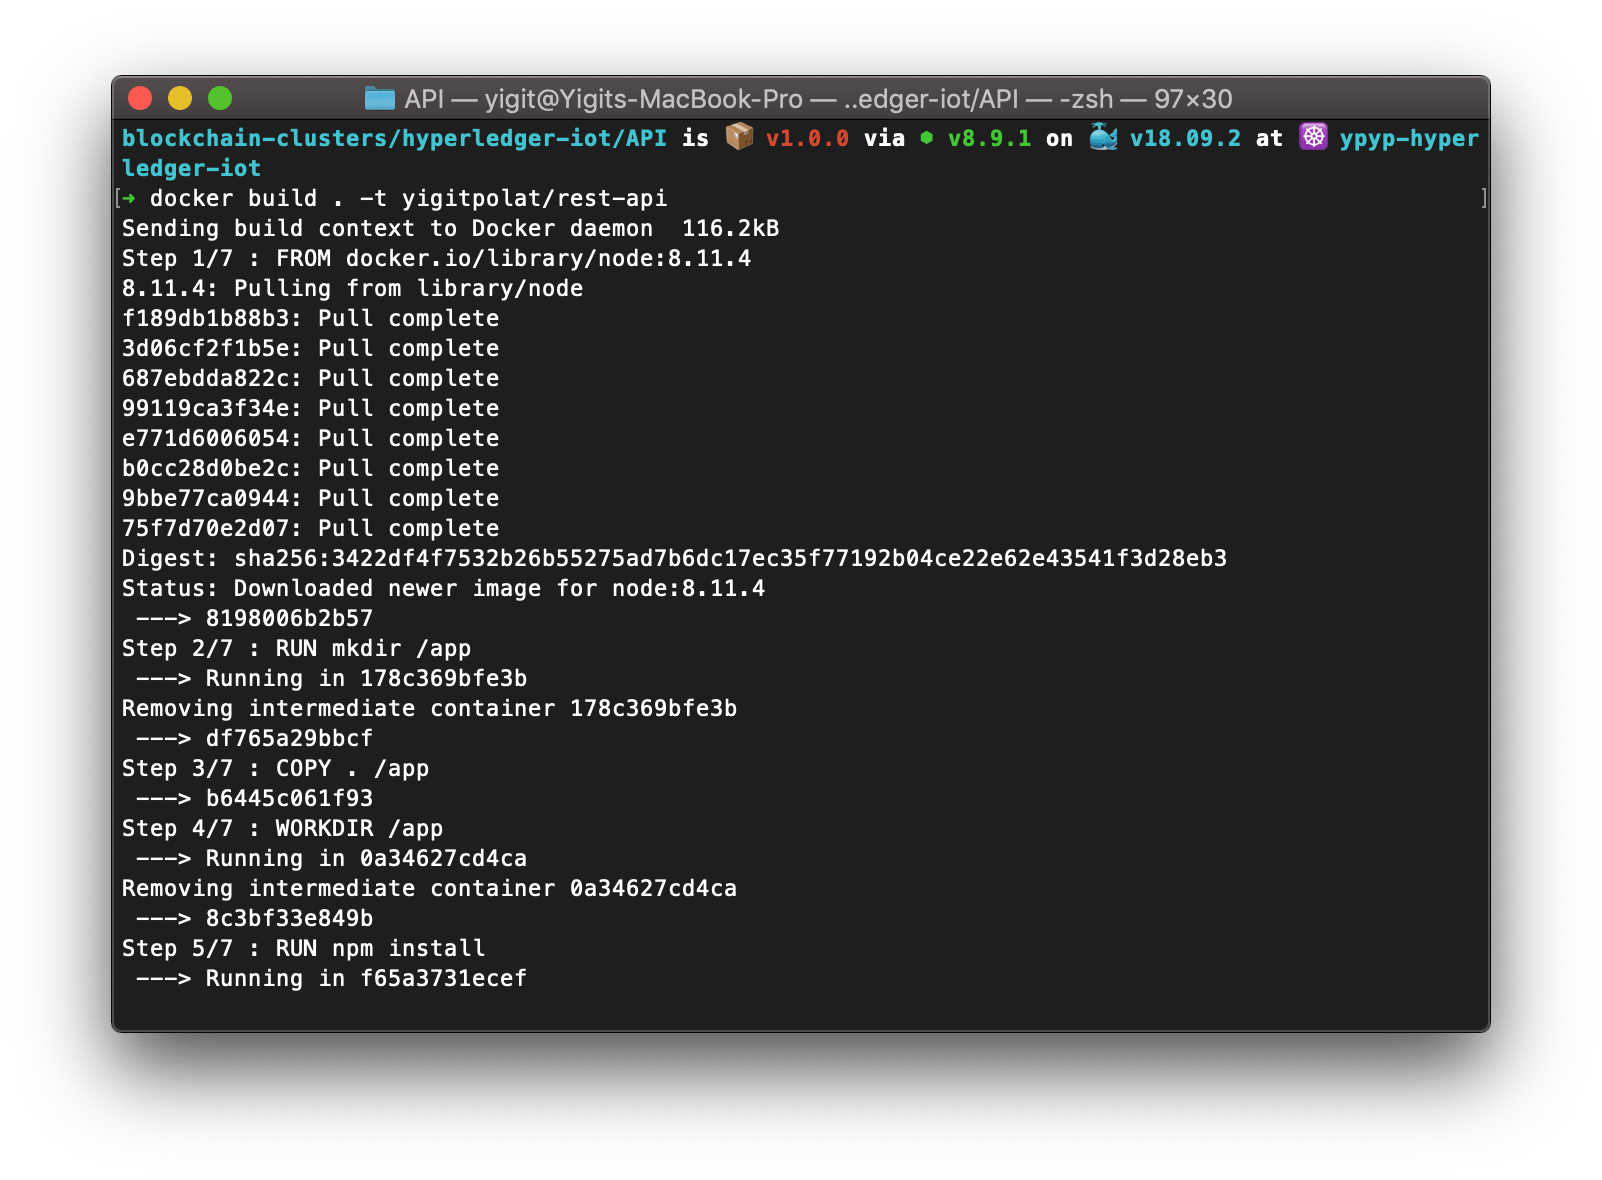 API — yigit@Yigits-MacBook-Pro — ..edger-iot/API — -zsh — 97×30
blockchain-clusters/hyperledger-iot/API is 📦 v1.0.0 via ⬢ v8.9.1 on 🐳 v18.09.2 at ☸️ ypyp-hyper
ledger-iot
[➜ docker build . -t yigitpolat/rest-api ]
Sending build context to Docker daemon  116.2kB
Step 1/7 : FROM docker.io/library/node:8.11.4
8.11.4: Pulling from library/node
f189db1b88b3: Pull complete
3d06cf2f1b5e: Pull complete
687ebdda822c: Pull complete
99119ca3f34e: Pull complete
e771d6006054: Pull complete
b0cc28d0be2c: Pull complete
9bbe77ca0944: Pull complete
75f7d70e2d07: Pull complete
Digest: sha256:3422df4f7532b26b55275ad7b6dc17ec35f77192b04ce22e62e43541f3d28eb3
Status: Downloaded newer image for node:8.11.4
 ---> 8198006b2b57
Step 2/7 : RUN mkdir /app
 ---> Running in 178c369bfe3b
Removing intermediate container 178c369bfe3b
 ---> df765a29bbcf
Step 3/7 : COPY . /app
 ---> b6445c061f93
Step 4/7 : WORKDIR /app
 ---> Running in 0a34627cd4ca
Removing intermediate container 0a34627cd4ca
 ---> 8c3bf33e849b
Step 5/7 : RUN npm install
 ---> Running in f65a3731ecef